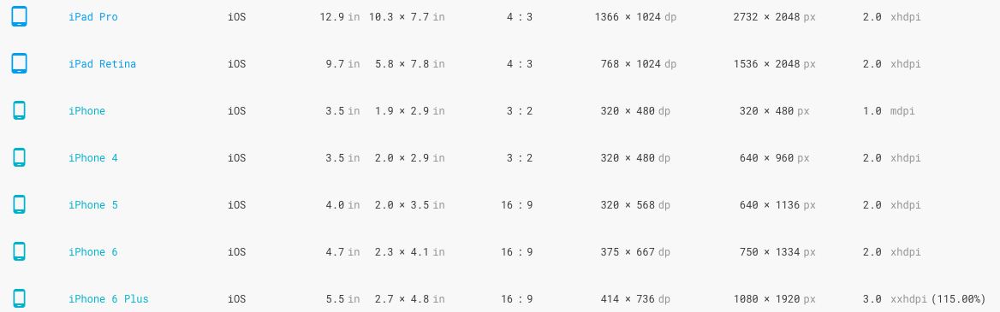 iPad Pro iOS 12.9 in 10.3 × 7.7 in 4 : 3 1366 × 1024 dp 2732 × 2048 px 2.0 xhdpi
iPad Retina iOS 9.7 in 5.8 × 7.8 in 4 : 3 768 × 1024 dp 1536 × 2048 px 2.0 xhdpi
iPhone iOS 3.5 in 1.9 × 2.9 in 3 : 2 320 × 480 dp 320 × 480 px 1.0 mdpi
iPhone 4 iOS 3.5 in 2.0 × 2.9 in 3 : 2 320 × 480 dp 640 × 960 px 2.0 xhdpi
iPhone 5 iOS 4.0 in 2.0 × 3.5 in 16 : 9 320 × 568 dp 640 × 1136 px 2.0 xhdpi
iPhone 6 iOS 4.7 in 2.3 × 4.1 in 16 : 9 375 × 667 dp 750 × 1334 px 2.0 xhdpi
iPhone 6 Plus iOS 5.5 in 2.7 × 4.8 in 16 : 9 414 × 736 dp 1080 × 1920 px 3.0 xxhdpi (115.00%)